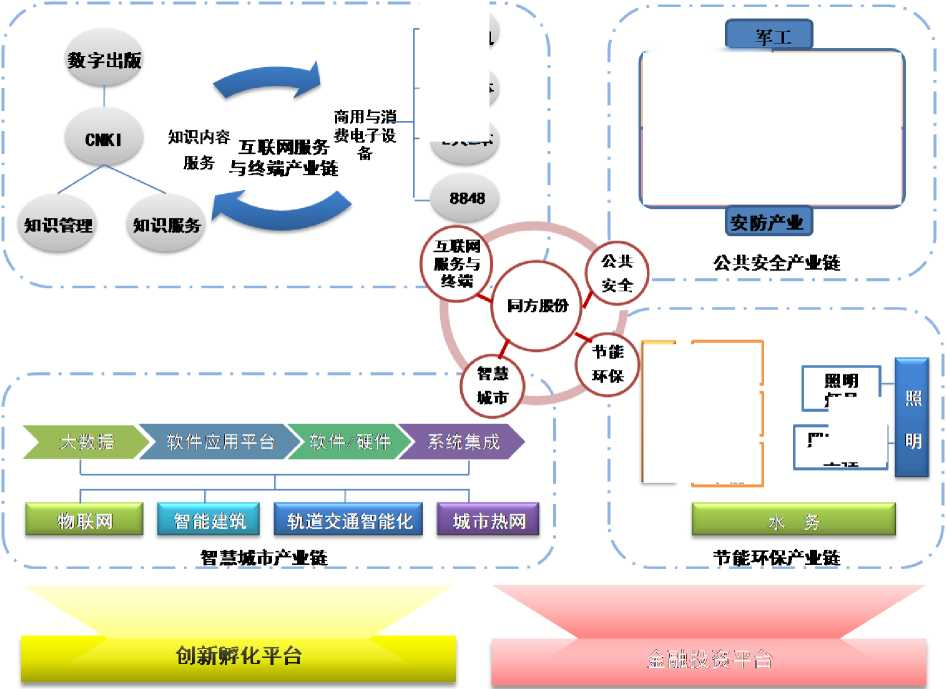 数字出版
CNKI
知识管理
知识服务
知识内容
服务
互联网服务
与终端产业链
商用与消
费电子设
备
8848
军工
安防产业
公共安全产业链
互联网
服务与
终端
公共
安全
同方股份
智慧
城市
节能
环保
大数据
软件应用平台
软件/硬件
系统集成
物联网
智能建筑
轨道交通智能化
城市热网
智慧城市产业链
照明
照
明
水 务
节能环保产业链
创新孵化平台
金融投资平台